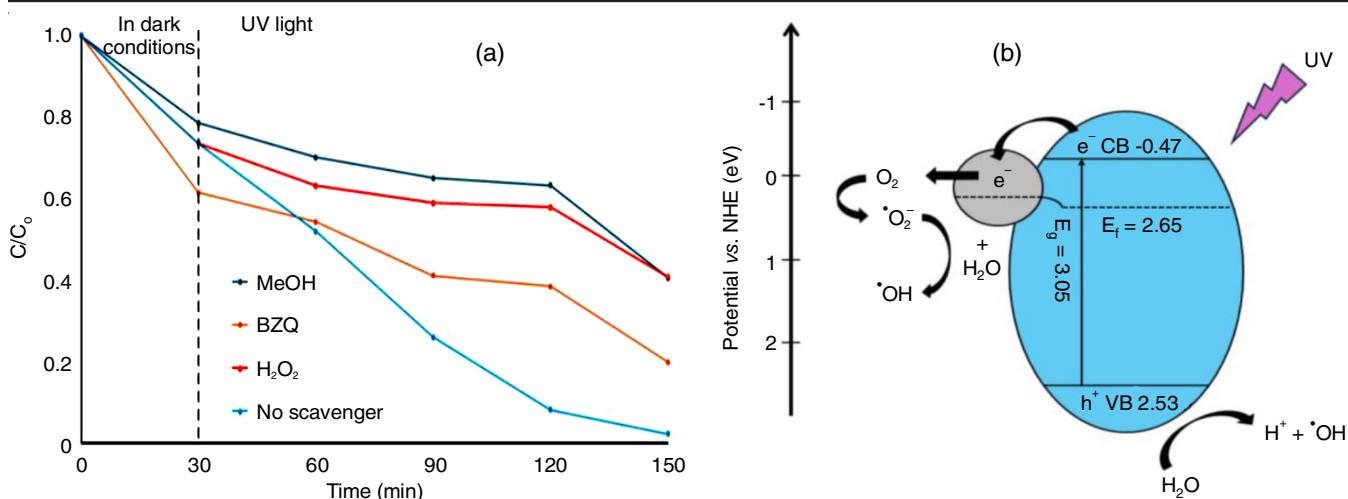 In dark
conditions
UV light
(a)
1.0
0.8
0.6
0.4
0.2
0
C/Cₒ
MeOH
BZQ
H₂O₂
No scavenger
0 30 60 90 120 150
Time (min)
(b)
UV
Potential vs. NHE (eV)
-1
0
1
2
e⁻ CB -0.47
e⁻
O₂
•O₂⁻
+
H₂O
•OH
E_g = 3.05
E_f = 2.65
h⁺ VB 2.53
H⁺ + •OH
H₂O